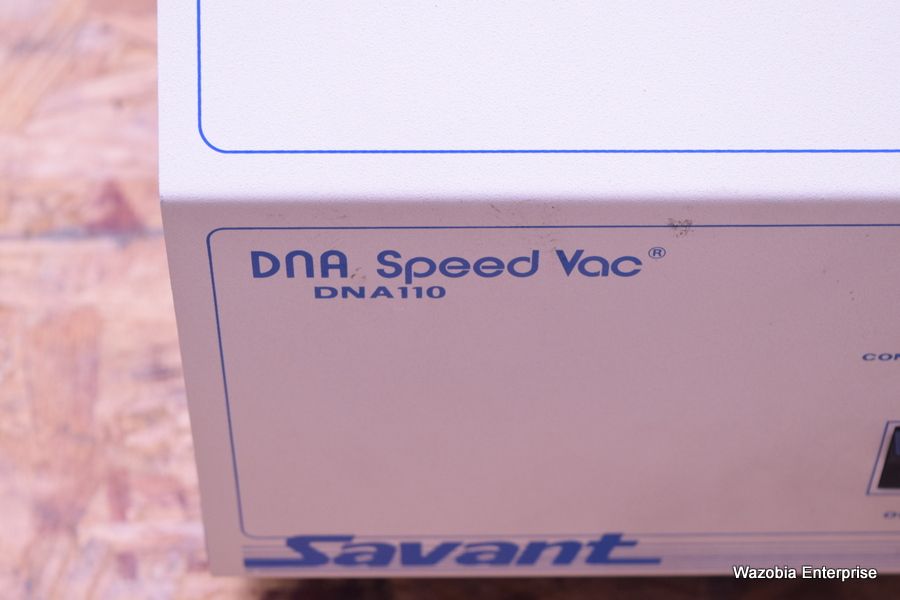 DNA Speed Vac®
DNA110
Savant
Wazobia Enterprise